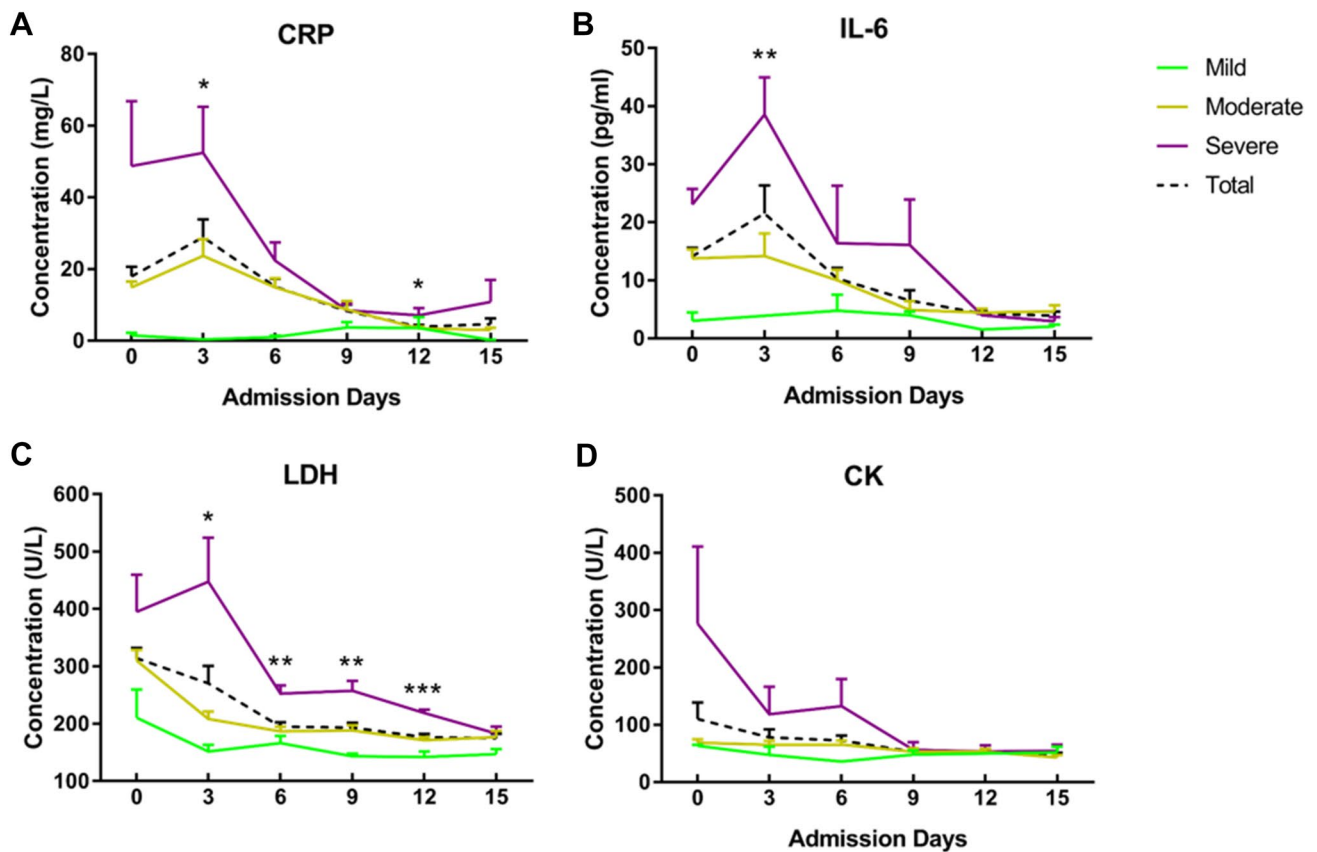 A
CRP
Concentration (mg/L)
80
60
40
20
0
*
*
0 3 6 9 12 15
Admission Days
B
IL-6
Concentration (pg/ml)
50
40
30
20
10
0
**
0 3 6 9 12 15
Admission Days
Mild
Moderate
Severe
Total
C
LDH
Concentration (U/L)
600
500
400
300
200
100
*
**
**
***
0 3 6 9 12 15
D
CK
Concentration (U/L)
500
400
300
200
100
0
0 3 6 9 12 15
Admission Days